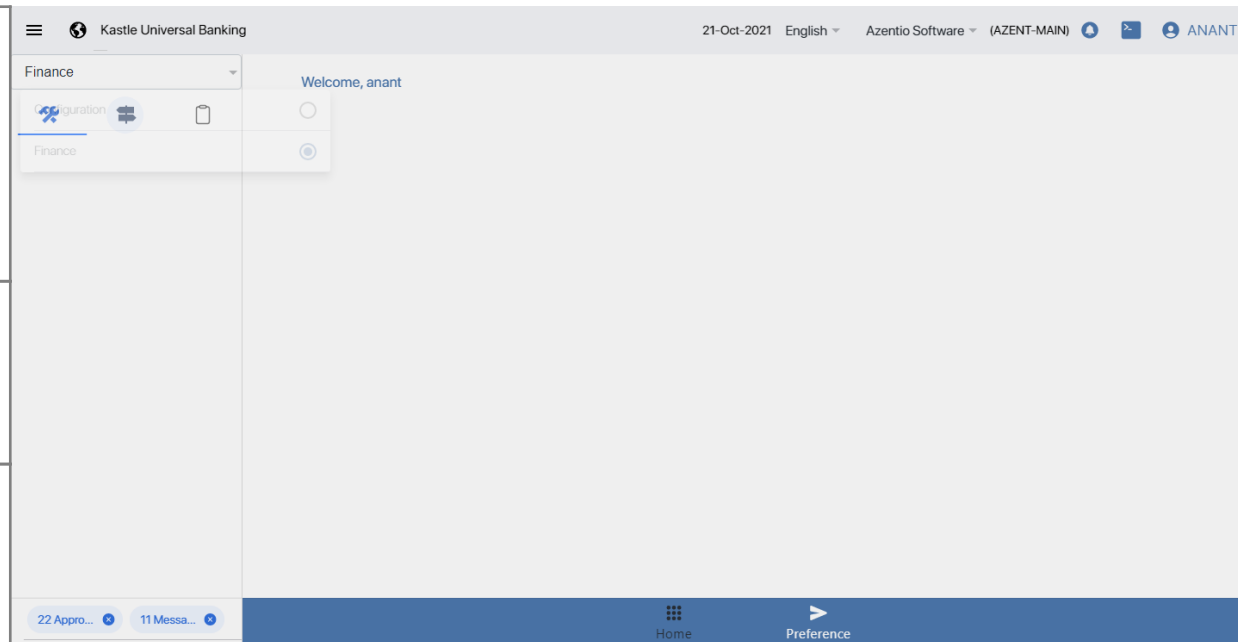 Kastle Universal Banking 21-Oct-2021 English Azentio Software (AZENT-MAIN) ANANT
Finance
Welcome, anant
Configuration
Finance
22 Appro... 11 Messa...
Home Preference